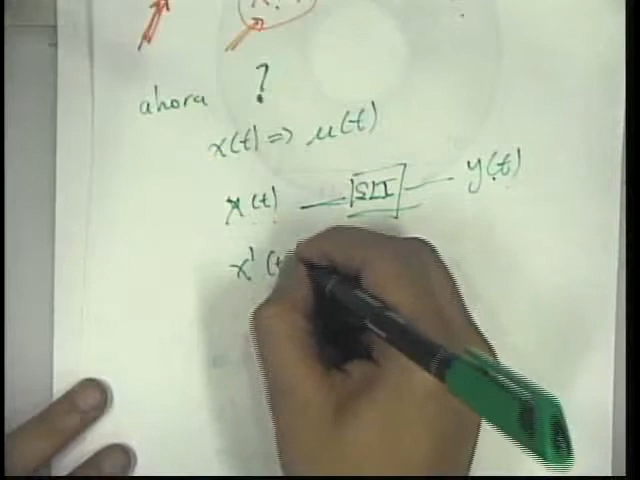 ahora ?
x(t) => μ(t)
x(t) — SLI — y(t)
x' (t